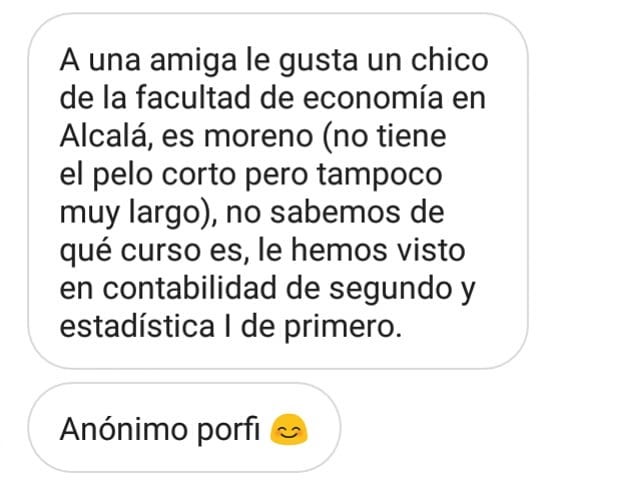 A una amiga le gusta un chico
de la facultad de economía en
Alcalá, es moreno (no tiene
el pelo corto pero tampoco
muy largo), no sabemos de
qué curso es, le hemos visto
en contabilidad de segundo y
estadística I de primero.
Anónimo porfi 😊